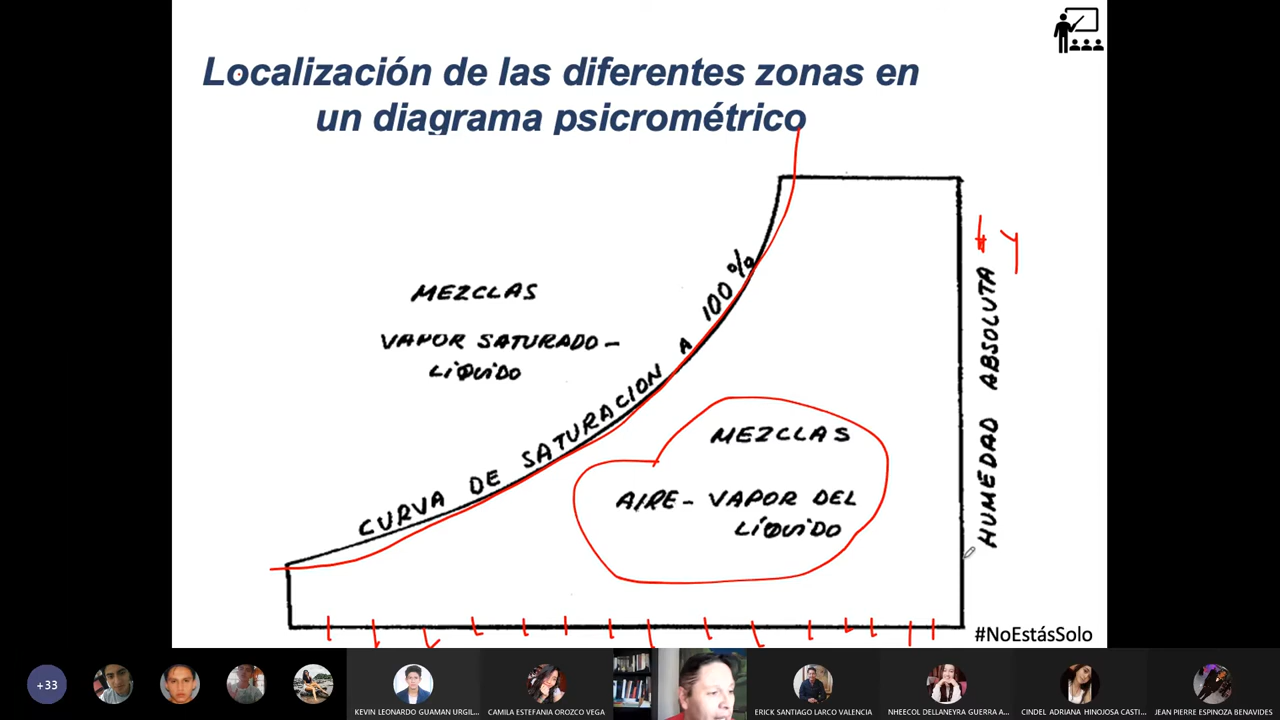 Localización de las diferentes zonas en
un diagrama psicrométrico
MEZCLAS
VAPOR SATURADO-
LÍQUIDO
CURVA DE SATURACION A 100%
MEZCLAS
AIRE- VAPOR DEL
LÍQUIDO
HUMEDAD ABSOLUTA
Y
#NoEstásSolo
+33
KEVIN LEONARDO GUAMAN URGIL...
CAMILA ESTEFANIA OROZCO VEGA
ERICK SANTIAGO LARCO VALENCIA
NHEECOL DELLANEYRA GUERRA A...
CINDEL ADRIANA HINOJOSA CASTI...
JEAN PIERRE ESPINOZA BENAVIDES